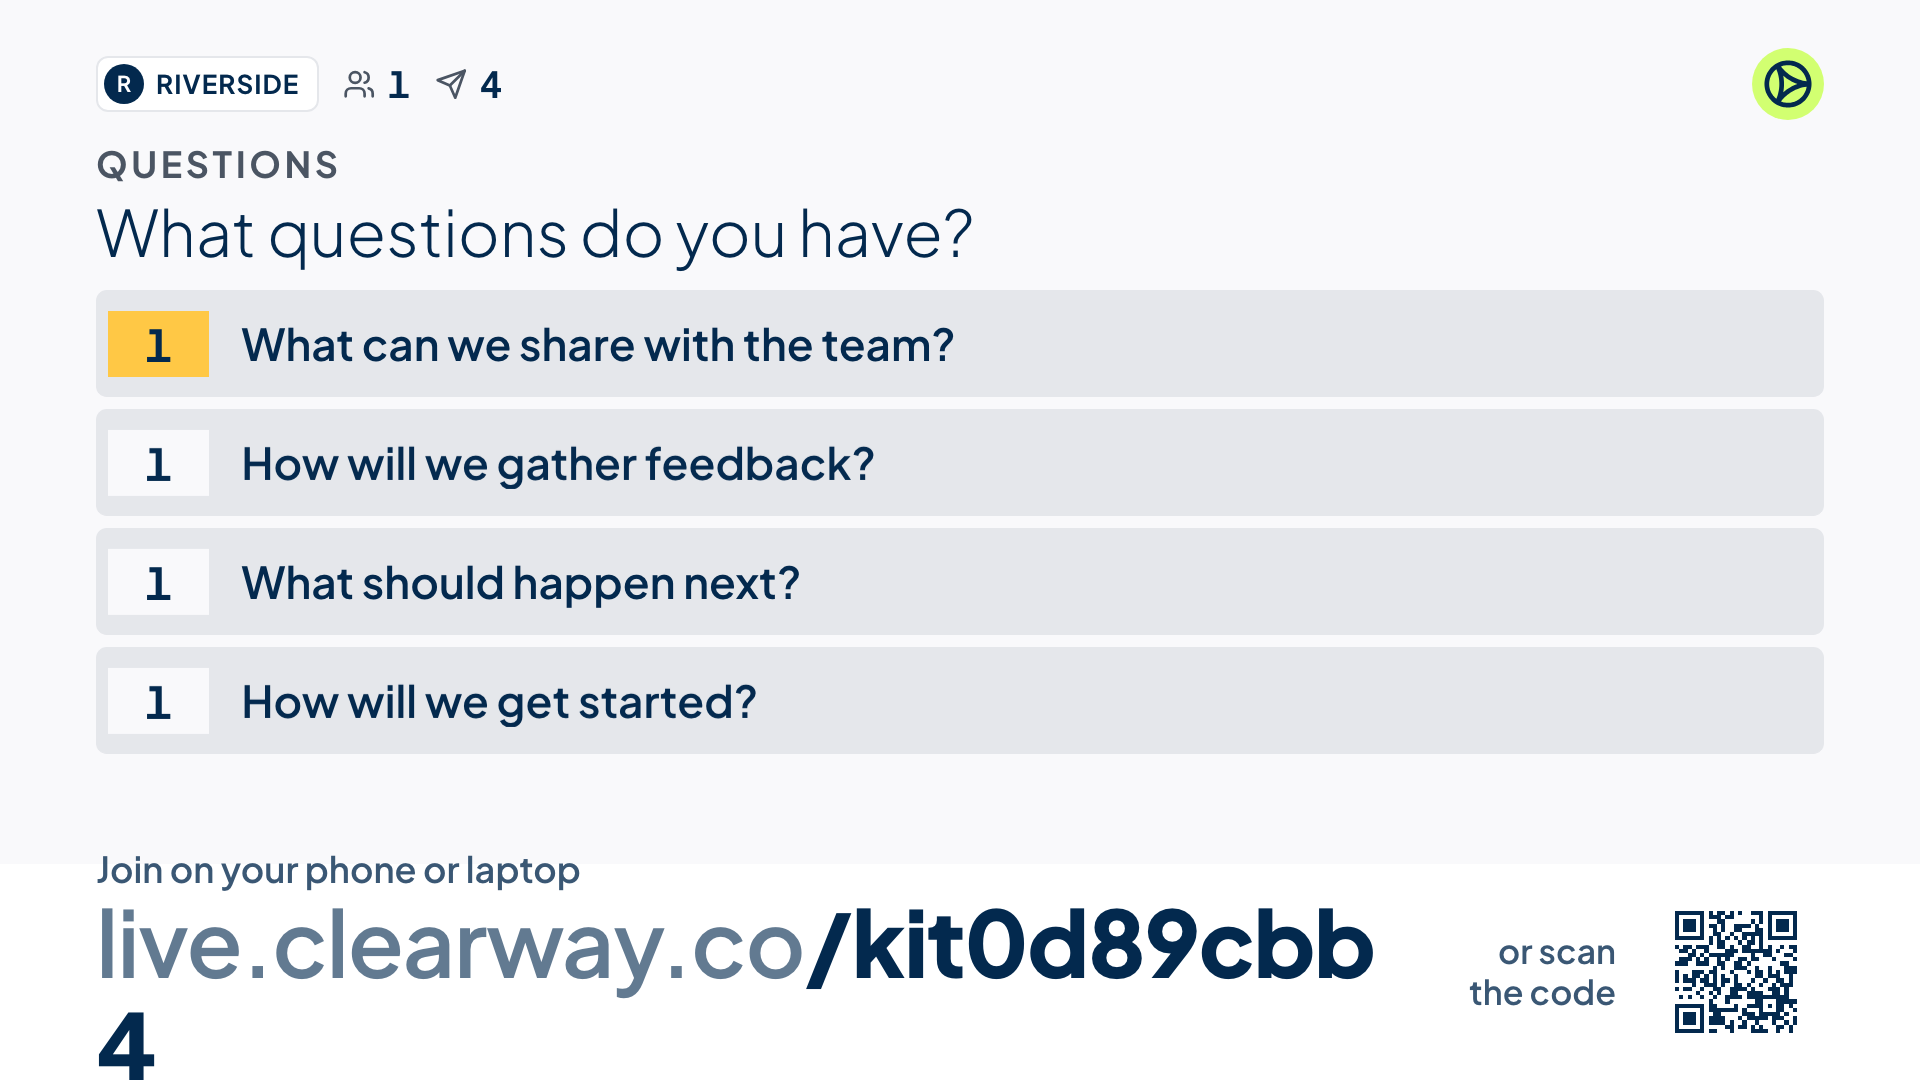 R RIVERSIDE 1 4
QUESTIONS
What questions do you have?
1 What can we share with the team?
1 How will we gather feedback?
1 What should happen next?
1 How will we get started?
Join on your phone or laptop
live.clearway.co/kit0d89cbb
4
or scan
the code